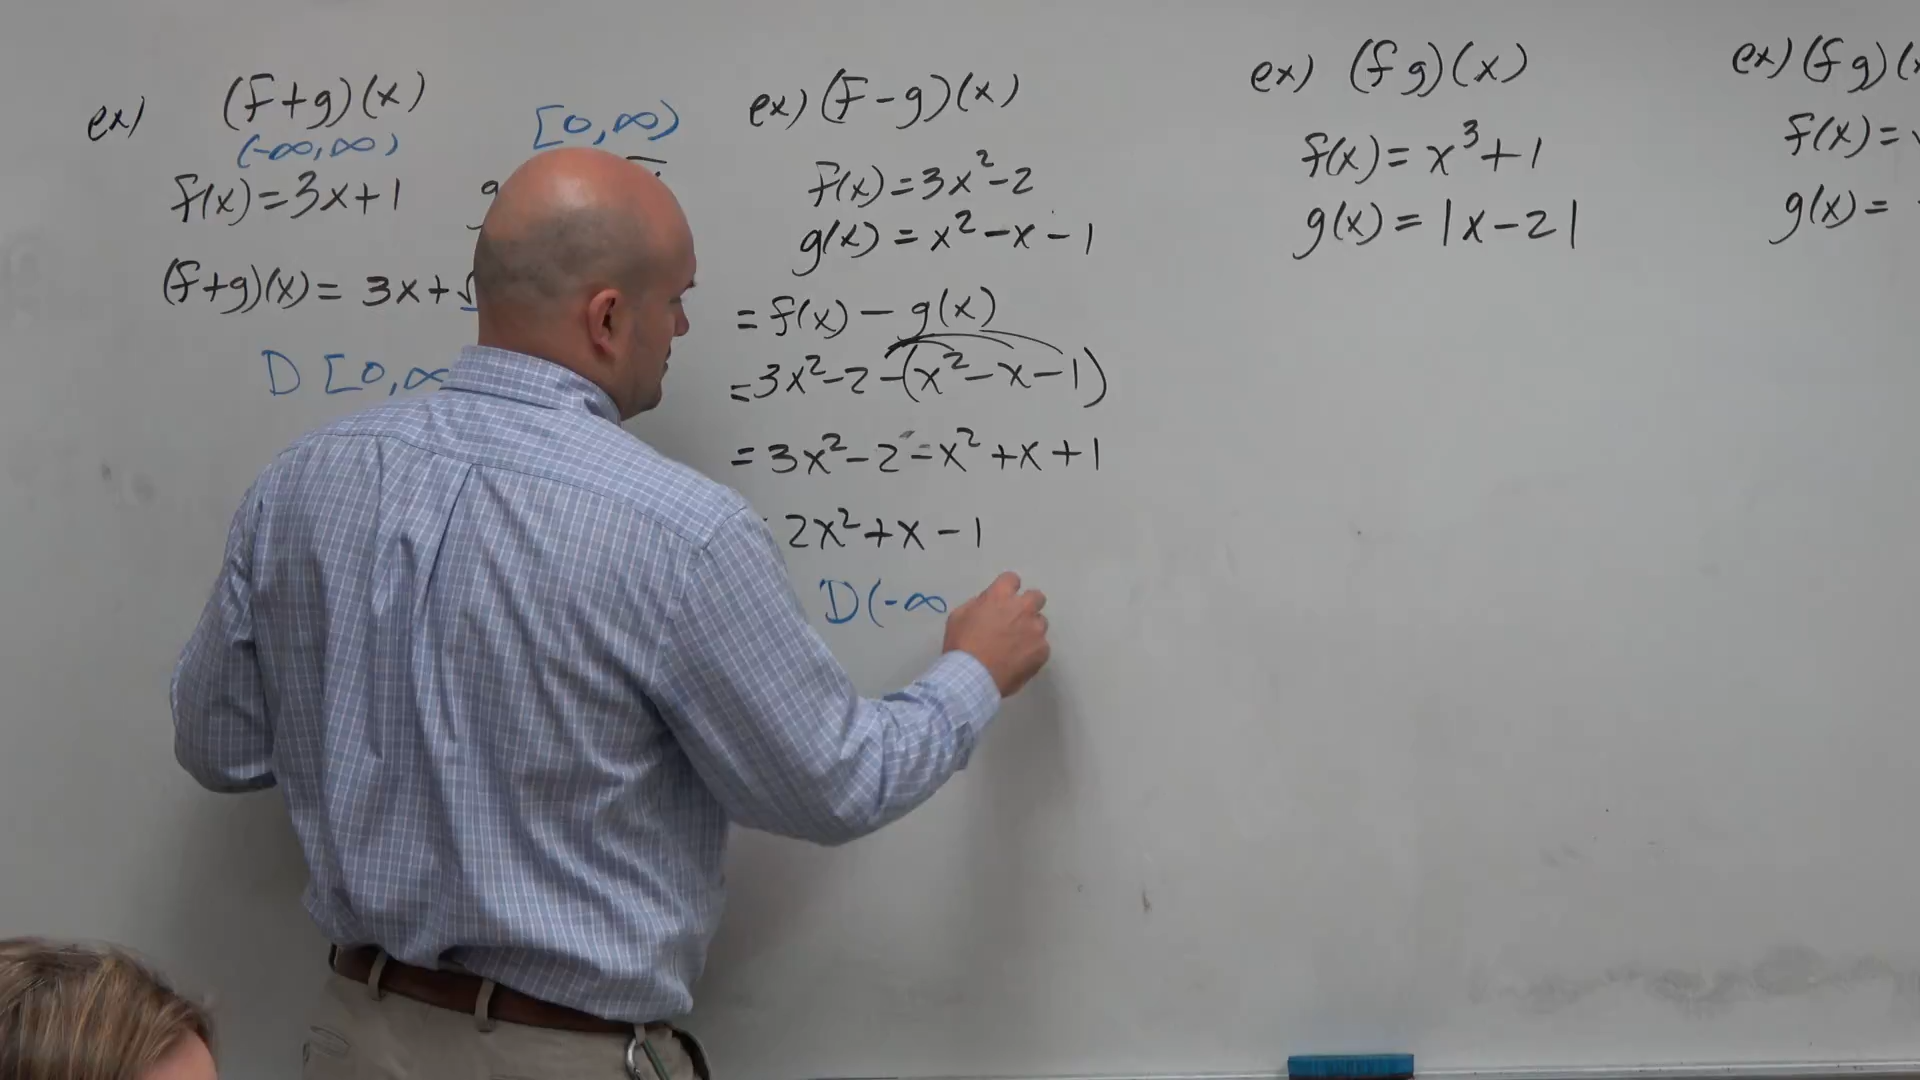 ex) (f+g)(x)
(-∞,∞)
[0,∞)
f(x)=3x+1
g
(f+g)(x)= 3x+√
D [0,∞
ex) (f-g)(x)
f(x)=3x²-2
g(x)=x²-x-1
= f(x) - g(x)
=3x²-2-(x²-x-1)
=3x²-2-x²+x+1
2x²+x-1
D(-∞
ex) (fg)(x)
f(x)=x³+1
g(x)=|x-2|
ex) (fg)(x
f(x)=
g(x)=